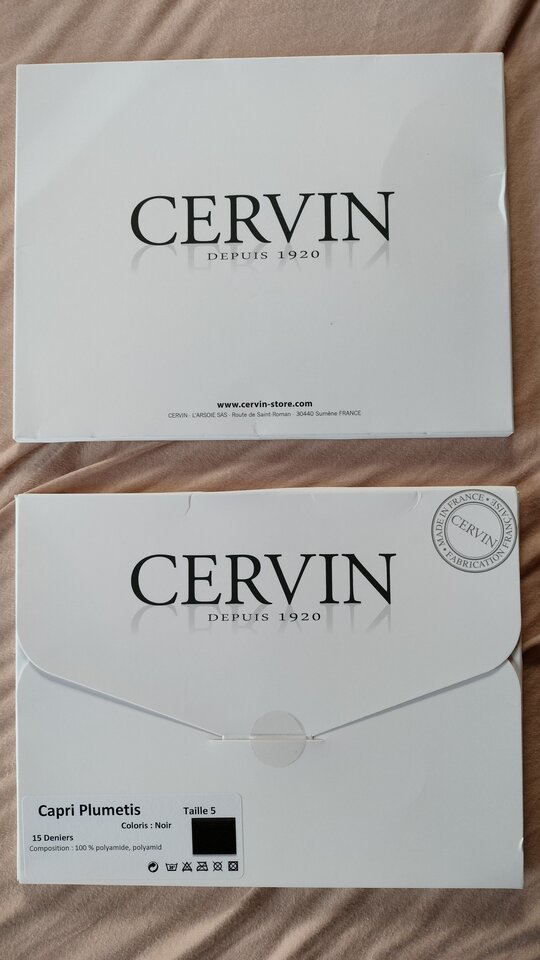 CERVIN
DEPUIS 1920
www.cervin-store.com
CERVIN - L'ARSOIE SAS - Route de Saint-Roman - 30440 Sumène FRANCE
MADE IN FRANCE • FABRICATION FRANÇAISE •
CERVIN
CERVIN
DEPUIS 1920
Capri Plumetis Taille 5
Coloris : Noir
15 Deniers
Composition : 100 % polyamide, polyamid